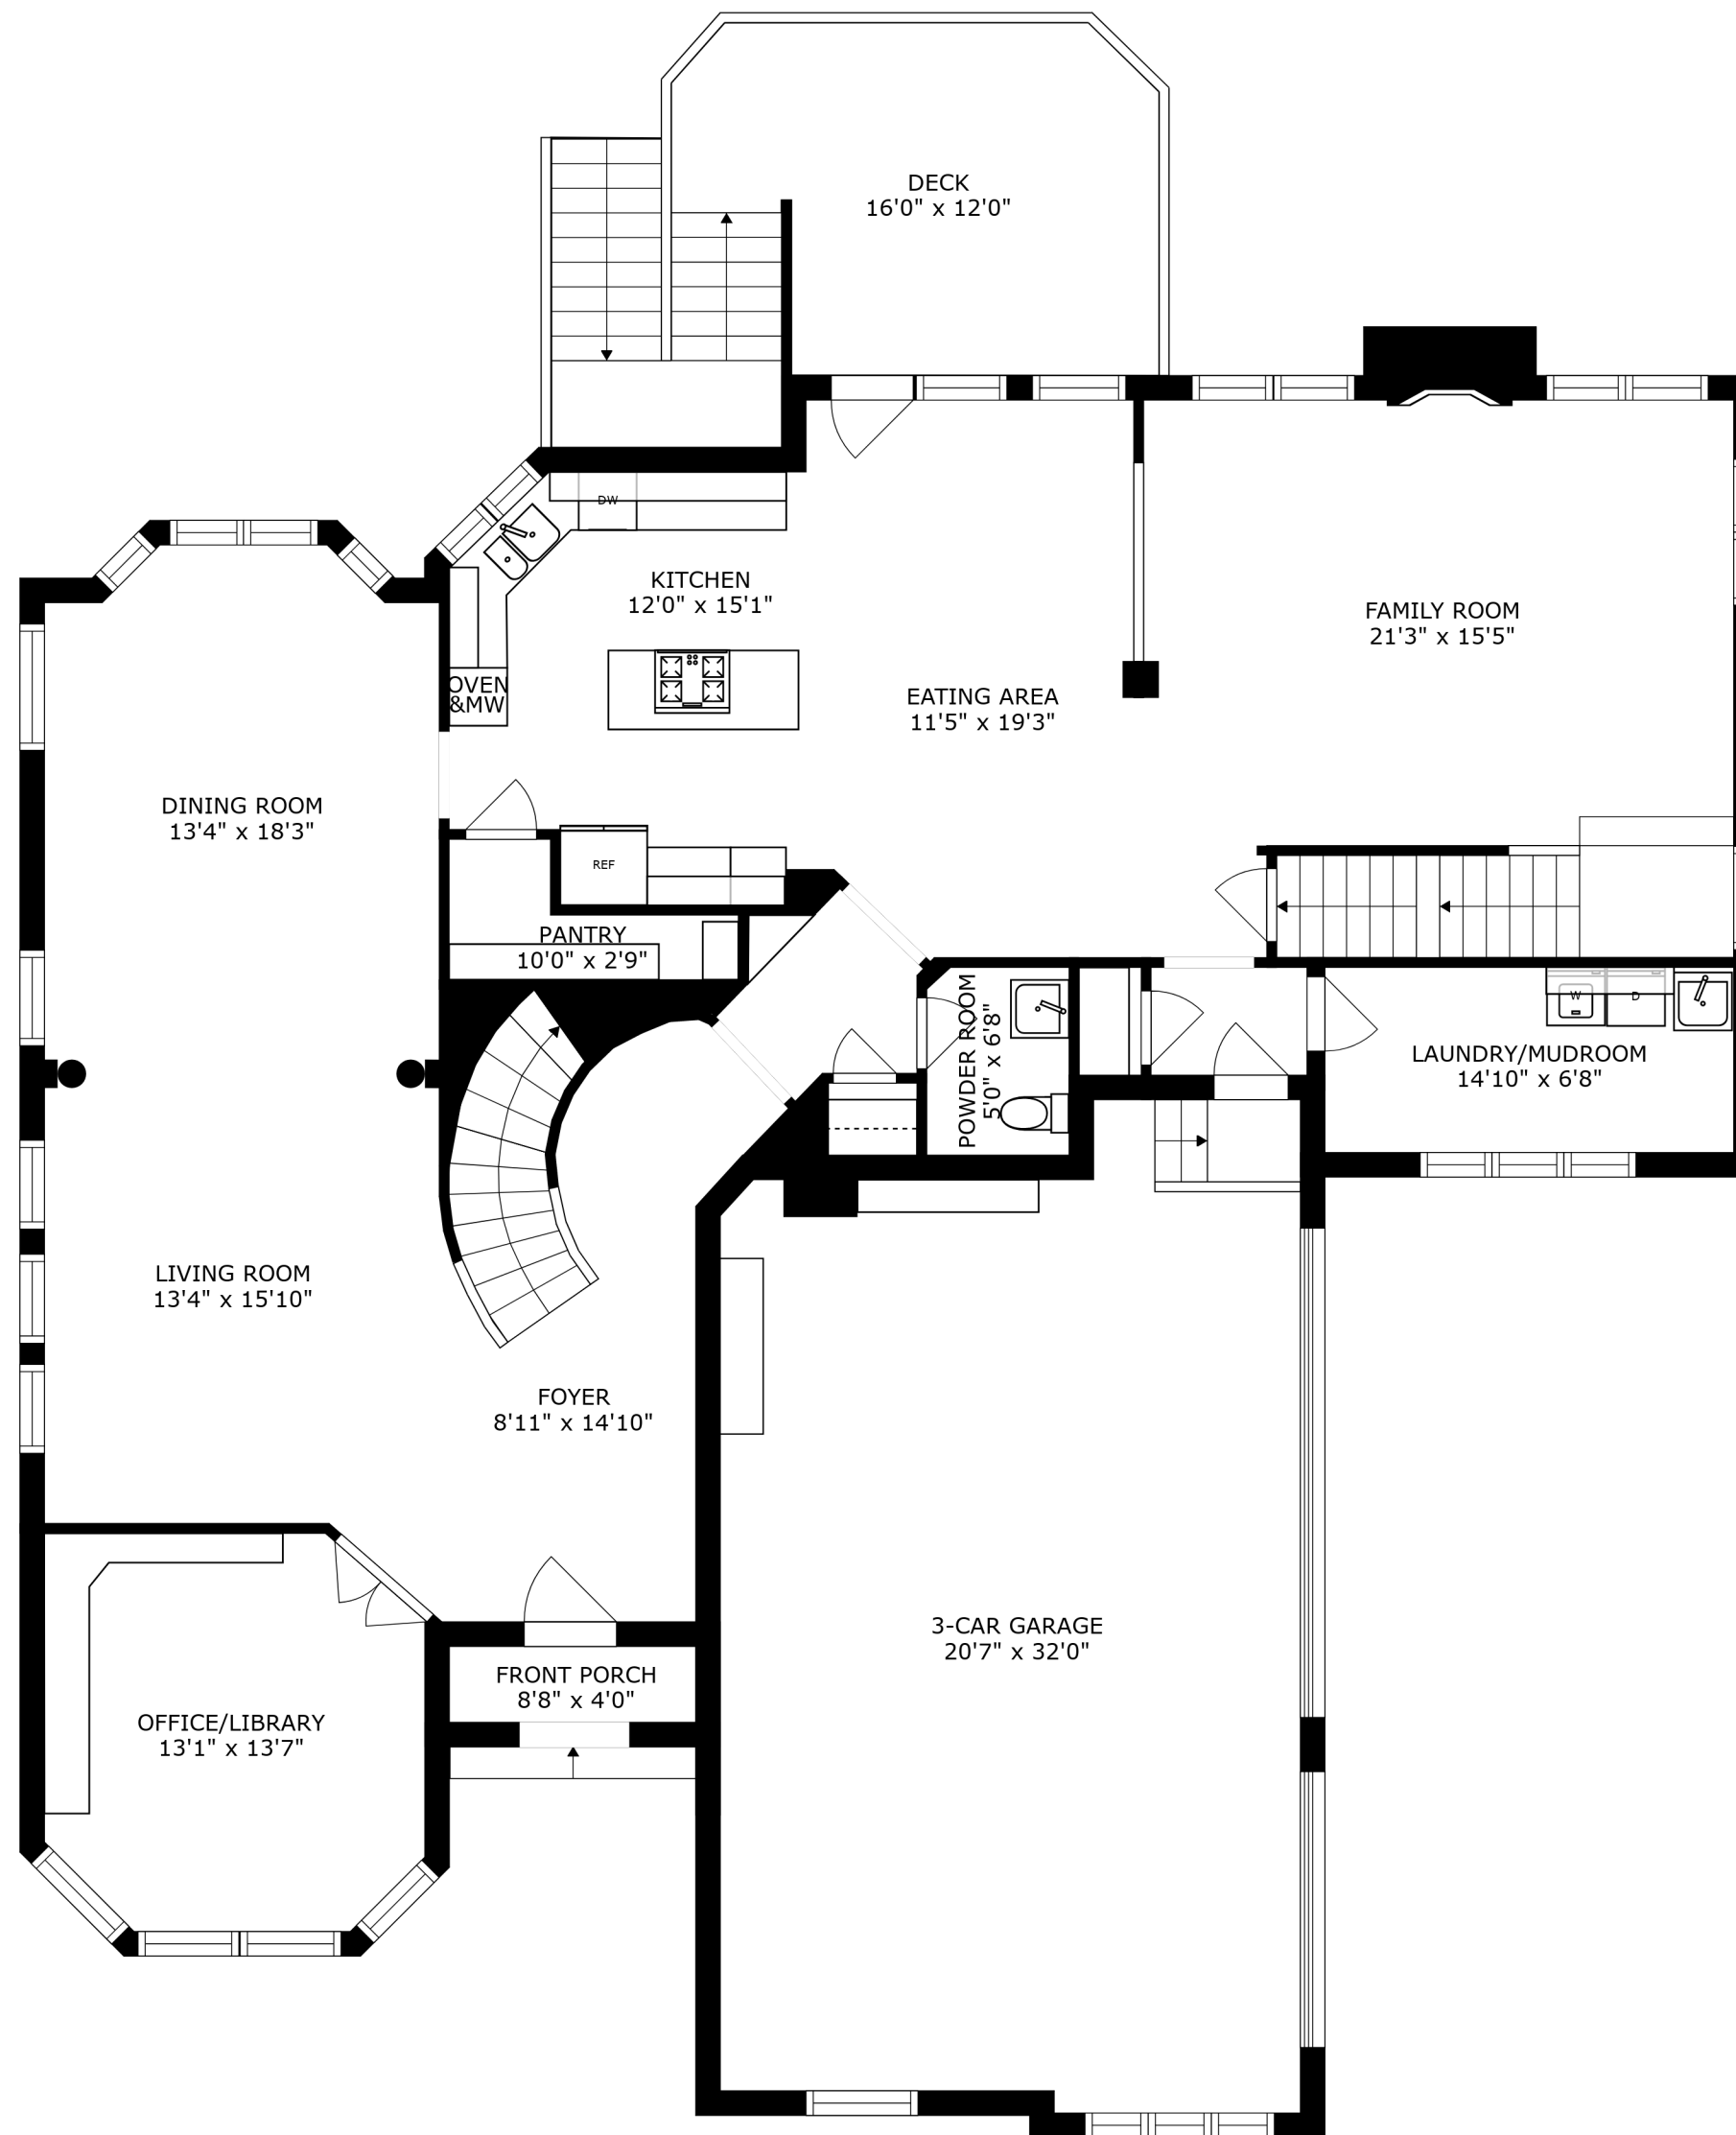 DECK
16'0" x 12'0"
DW
KITCHEN
12'0" x 15'1"
FAMILY ROOM
21'3" x 15'5"
OVEN
&MW
EATING AREA
11'5" x 19'3"
DINING ROOM
13'4" x 18'3"
REF
PANTRY
10'0" x 2'9"
POWDER ROOM
5'0" x 6'8"
W
D
LAUNDRY/MUDROOM
14'10" x 6'8"
LIVING ROOM
13'4" x 15'10"
FOYER
8'11" x 14'10"
3-CAR GARAGE
20'7" x 32'0"
FRONT PORCH
8'8" x 4'0"
OFFICE/LIBRARY
13'1" x 13'7"